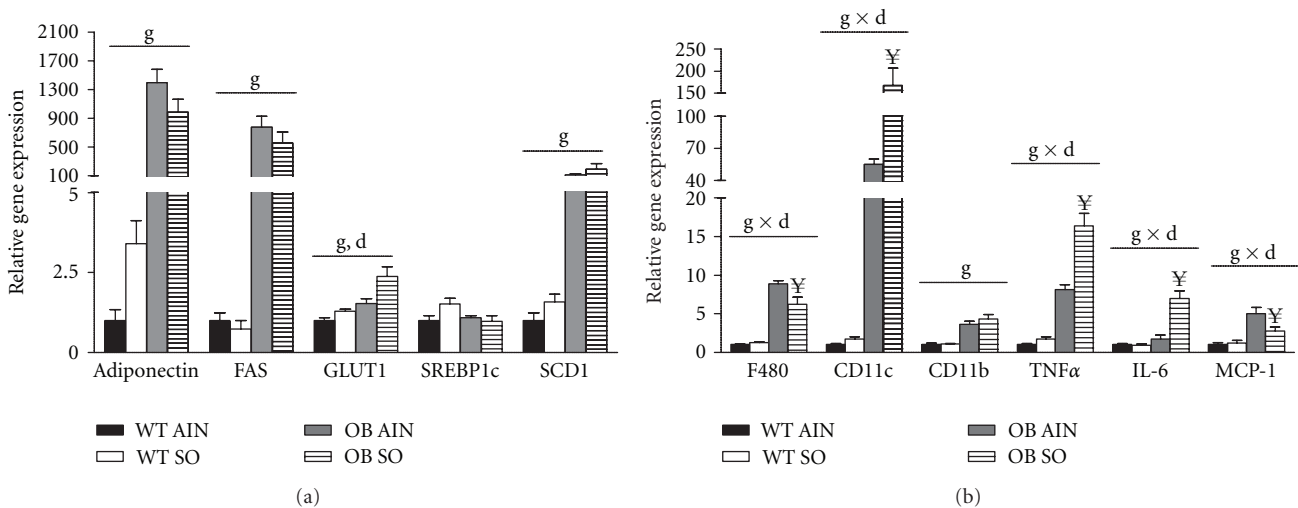 Relative gene expression
2100
1700
1300
900
500
100
5
2.5
0
g
g
g, d
g
Adiponectin FAS GLUT1 SREBP1c SCD1
WT AIN OB AIN
WT SO OB SO
(a)
Relative gene expression
250
200
150
100
70
40
20
15
10
5
0
g × d
g × d
g
g × d
g × d
g × d
¥
¥
¥
¥
¥
F480 CD11c CD11b TNFα IL-6 MCP-1
WT AIN OB AIN
WT SO OB SO
(b)